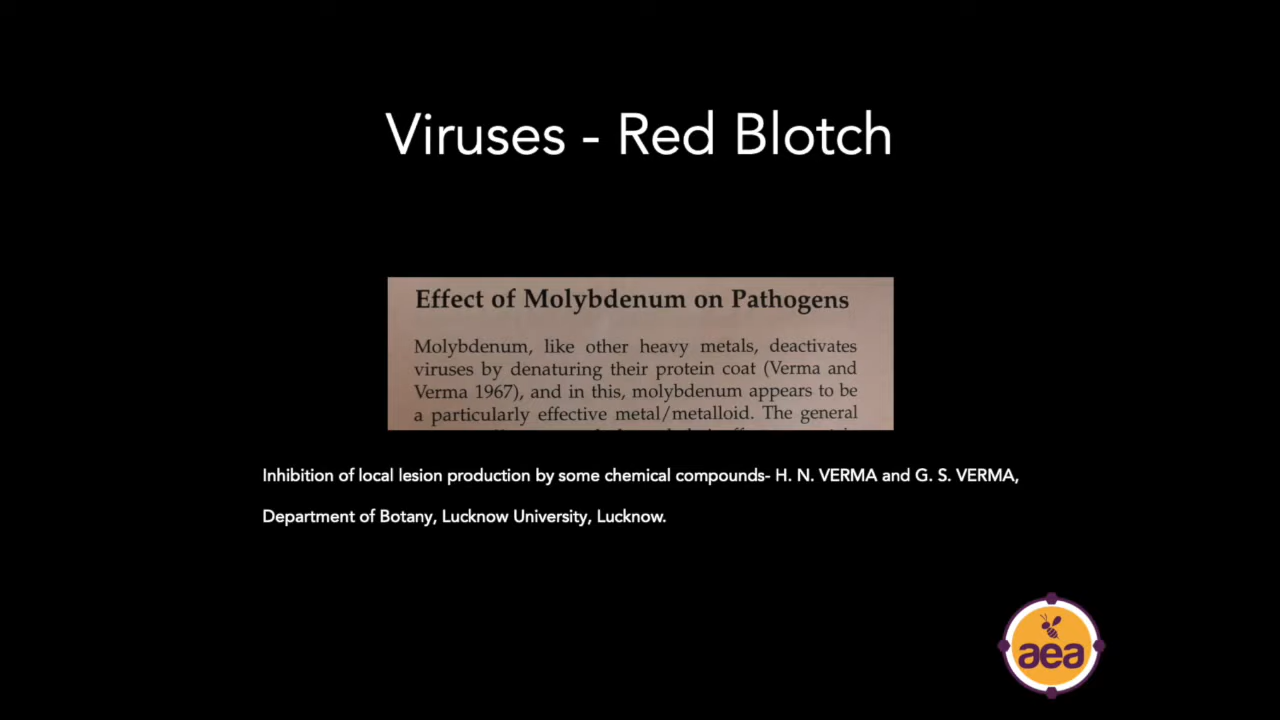 Viruses - Red Blotch
Effect of Molybdenum on Pathogens
Molybdenum, like other heavy metals, deactivates
viruses by denaturing their protein coat (Verma and
Verma 1967), and in this, molybdenum appears to be
a particularly effective metal/metalloid. The general
Inhibition of local lesion production by some chemical compounds- H. N. VERMA and G. S. VERMA,
Department of Botany, Lucknow University, Lucknow.
aea